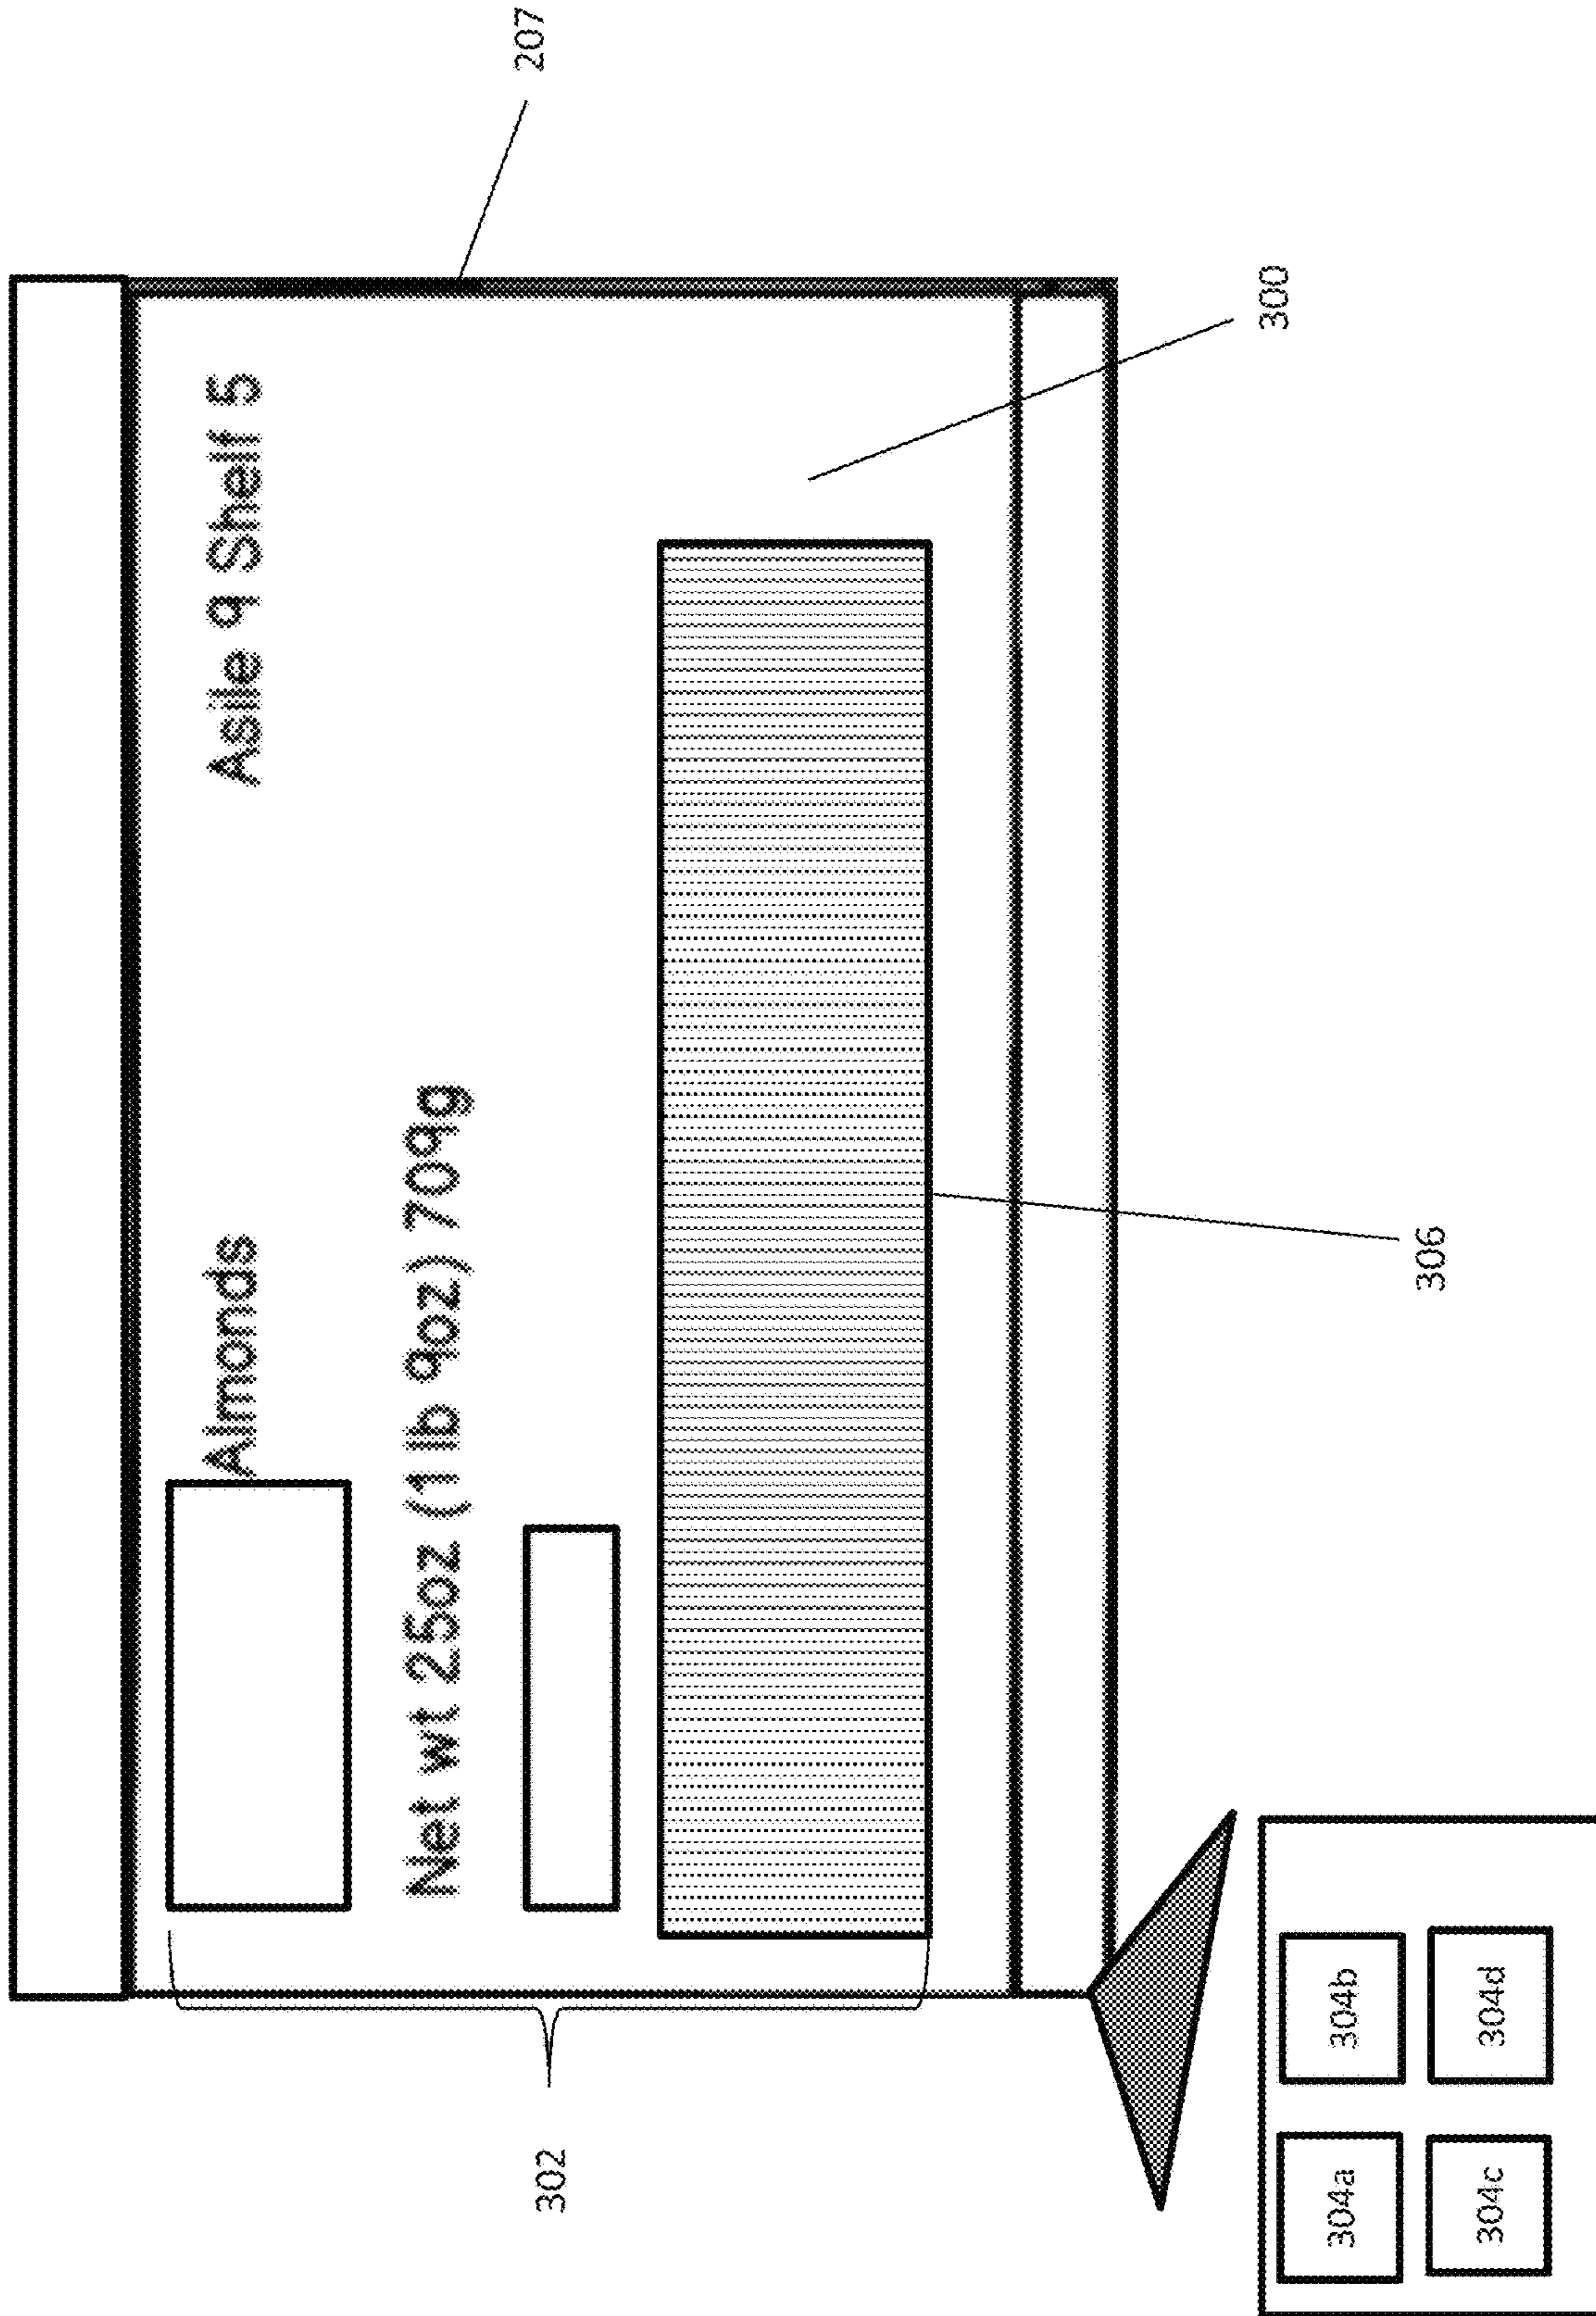 207
Almonds
Asile 9 Shelf 5
Net wt 25oz (1 lb 9oz) 709g
302
300
306
304a
304b
304c
304d